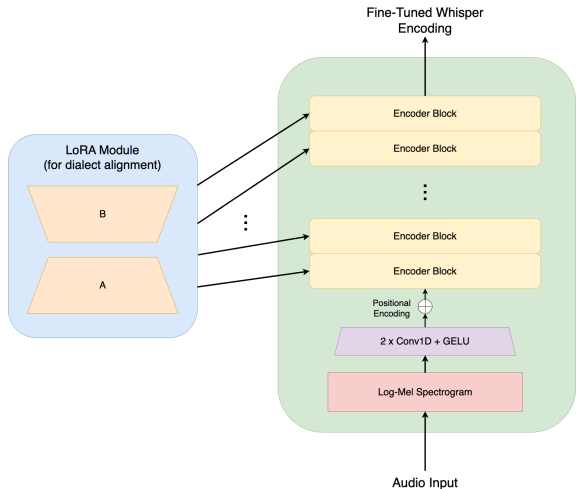 Fine-Tuned Whisper
Encoding
LoRA Module
(for dialect alignment)
B
A
Encoder Block
Encoder Block
Encoder Block
Encoder Block
Positional
Encoding
2 x Conv1D + GELU
Log-Mel Spectrogram
Audio Input